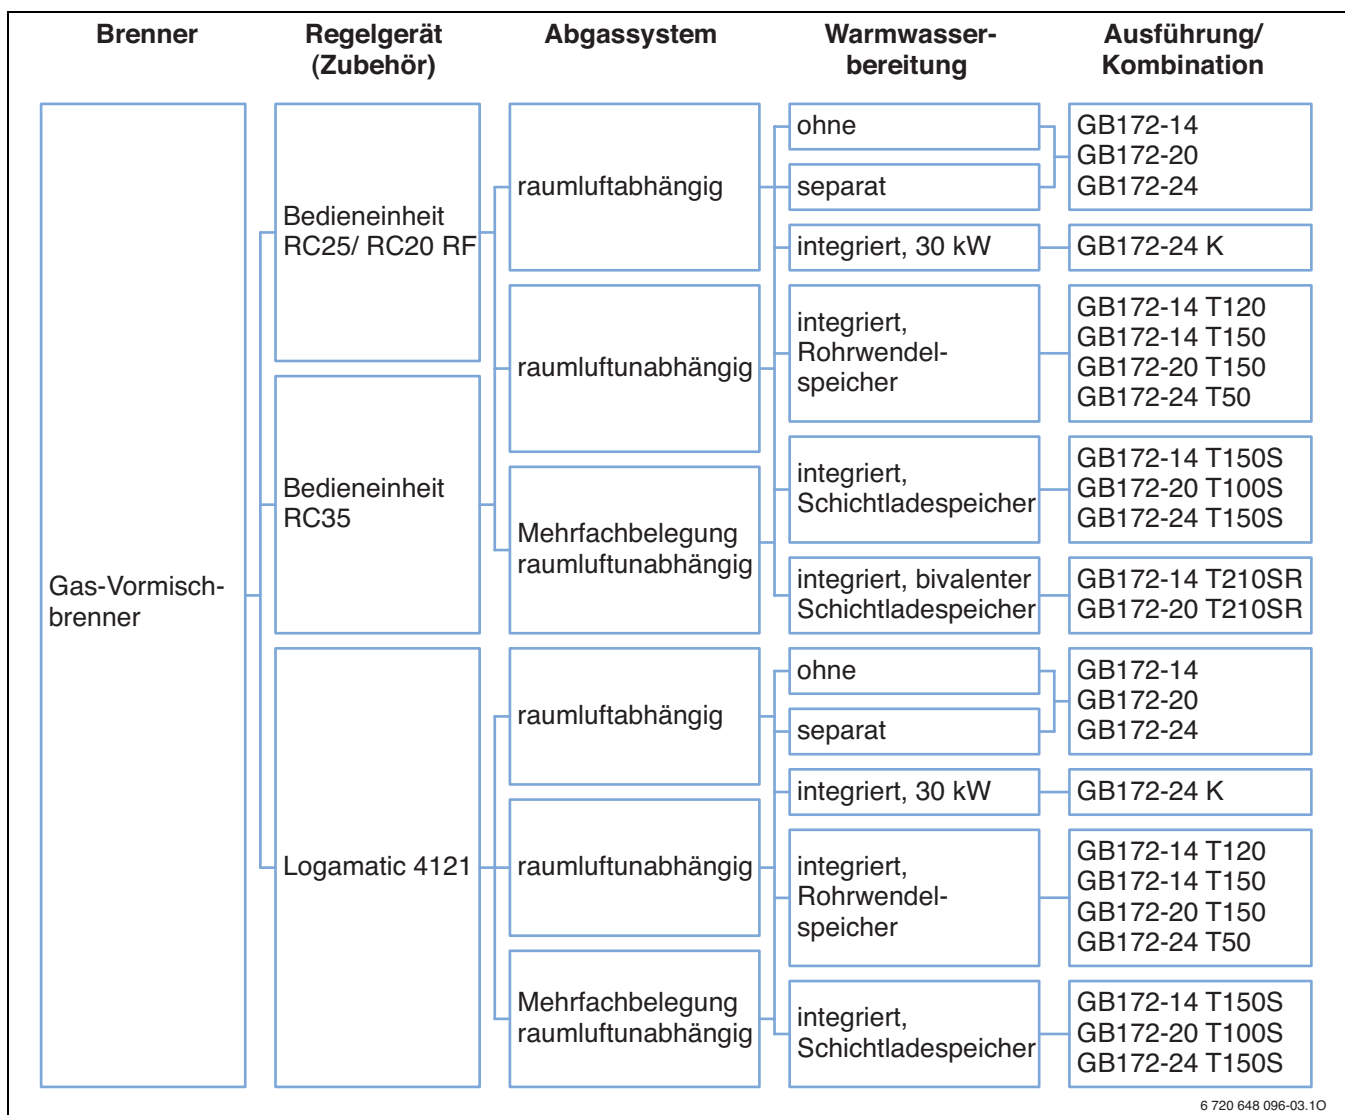 Brenner
Regelgerät
(Zubehör)
Abgassystem
Warmwasser-
bereitung
Ausführung/
Kombination
Gas-Vormisch-
brenner
Bedieneinheit
RC25/ RC20 RF
Bedieneinheit
RC35
raumluftabhängig
raumluftunabhängig
Mehrfachbelegung
raumluftunabhängig
ohne
separat
GB172-14
GB172-20
GB172-24
integriert, 30 kW
GB172-24 K
integriert,
Rohrwendel-
speicher
GB172-14 T120
GB172-14 T150
GB172-20 T150
GB172-24 T50
integriert,
Schichtladespeicher
GB172-14 T150S
GB172-20 T100S
GB172-24 T150S
integriert, bivalenter
Schichtladespeicher
GB172-14 T210SR
GB172-20 T210SR
Logamatic 4121
raumluftabhängig
raumluftunabhängig
Mehrfachbelegung
raumluftunabhängig
ohne
separat
GB172-14
GB172-20
GB172-24
integriert, 30 kW
GB172-24 K
integriert,
Rohrwendel-
speicher
GB172-14 T120
GB172-14 T150
GB172-20 T150
GB172-24 T50
integriert,
Schichtladespeicher
GB172-14 T150S
GB172-20 T100S
GB172-24 T150S
6 720 648 096-03.1O